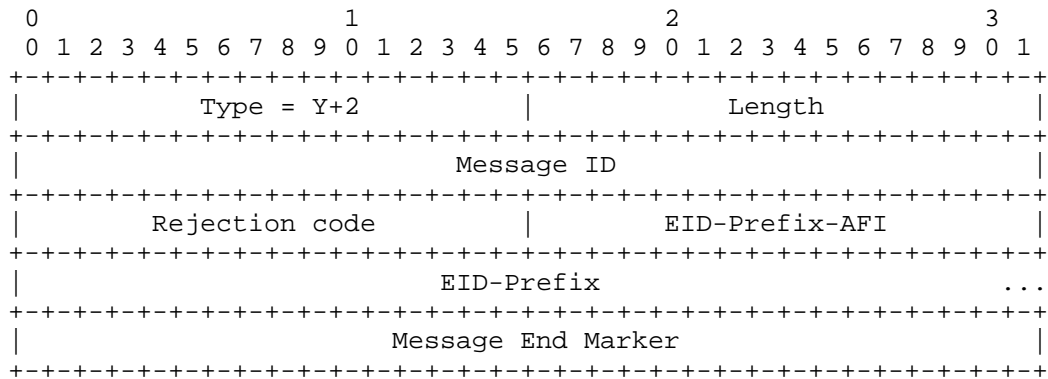 0                   1                   2                   3
 0 1 2 3 4 5 6 7 8 9 0 1 2 3 4 5 6 7 8 9 0 1 2 3 4 5 6 7 8 9 0 1
+-+-+-+-+-+-+-+-+-+-+-+-+-+-+-+-+-+-+-+-+-+-+-+-+-+-+-+-+-+-+-+-+
|           Type = Y+2          |            Length             |
+-+-+-+-+-+-+-+-+-+-+-+-+-+-+-+-+-+-+-+-+-+-+-+-+-+-+-+-+-+-+-+-+
|                           Message ID                          |
+-+-+-+-+-+-+-+-+-+-+-+-+-+-+-+-+-+-+-+-+-+-+-+-+-+-+-+-+-+-+-+-+
|        Rejection code         |        EID-Prefix-AFI         |
+-+-+-+-+-+-+-+-+-+-+-+-+-+-+-+-+-+-+-+-+-+-+-+-+-+-+-+-+-+-+-+-+
|                          EID-Prefix                         ...
+-+-+-+-+-+-+-+-+-+-+-+-+-+-+-+-+-+-+-+-+-+-+-+-+-+-+-+-+-+-+-+-+
|                       Message End Marker                      |
+-+-+-+-+-+-+-+-+-+-+-+-+-+-+-+-+-+-+-+-+-+-+-+-+-+-+-+-+-+-+-+-+